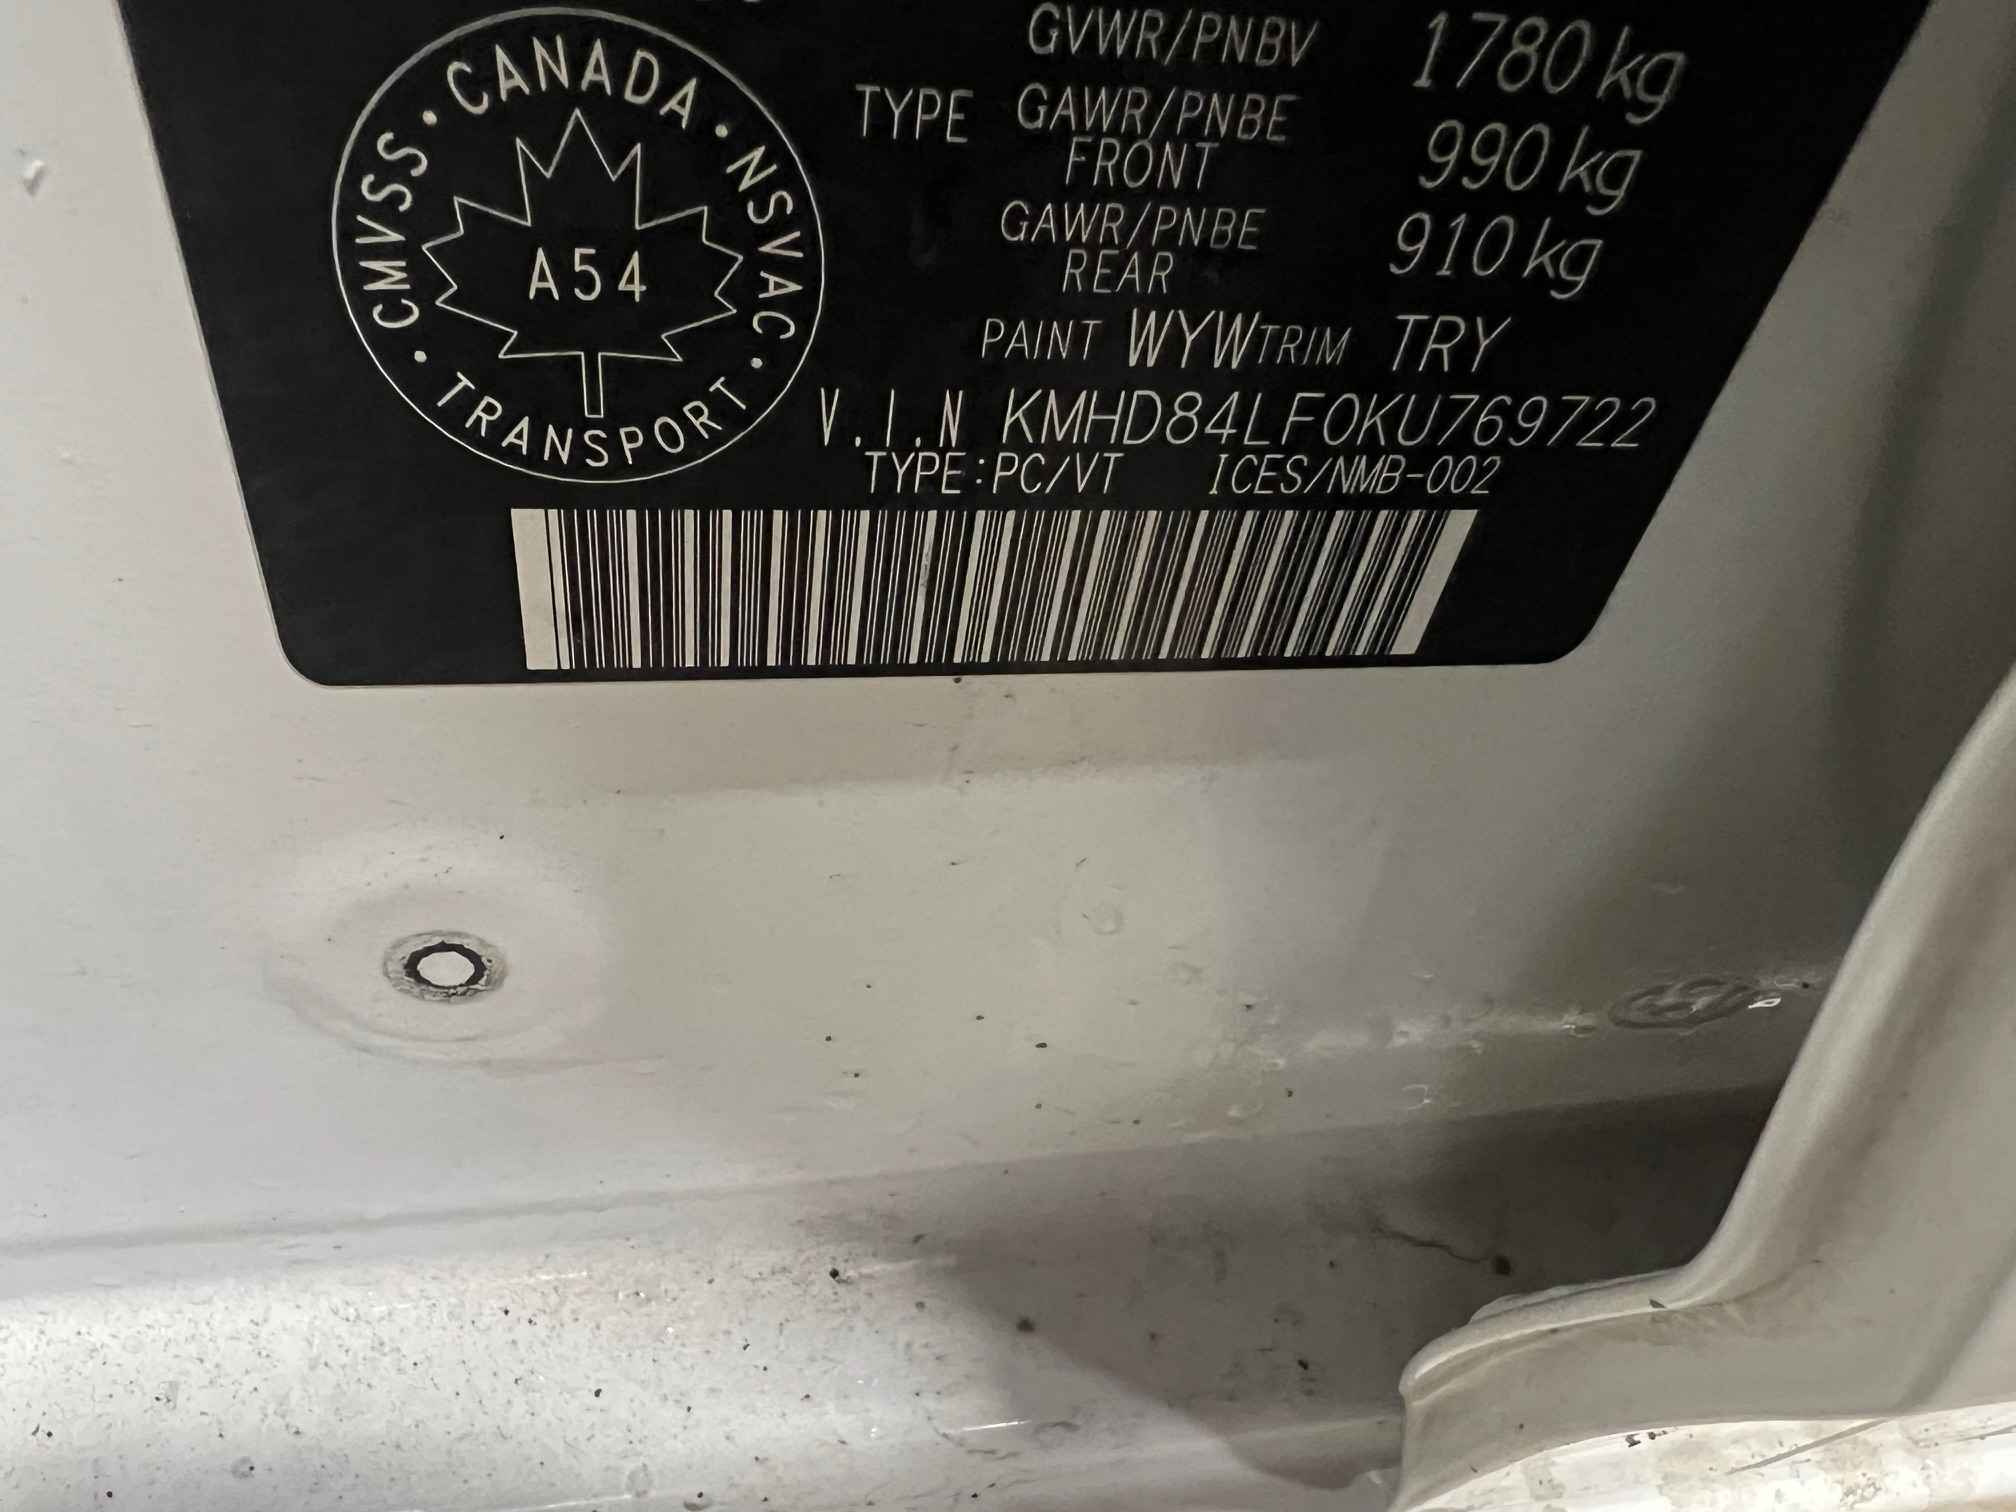 CMVSS · CANADA · NSVAC · TRANSPORT ·
A54
GVWR/PNBV 1780 kg
TYPE GAWR/PNBE 990 kg
FRONT
GAWR/PNBE 910 kg
REAR
PAINT WYW TRIM TRY
V.I.N KMHD84LF0KU769722
TYPE:PC/VT ICES/NMB-002